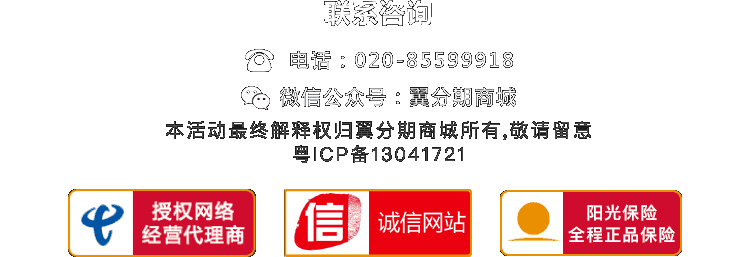 联系咨询
电话：020-85599918
微信公众号：翼分期商城
本活动最终解释权归翼分期商城所有,敬请留意
粤ICP备13041721
授权网络
经营代理商
信 诚信网站
阳光保险
全程正品保险